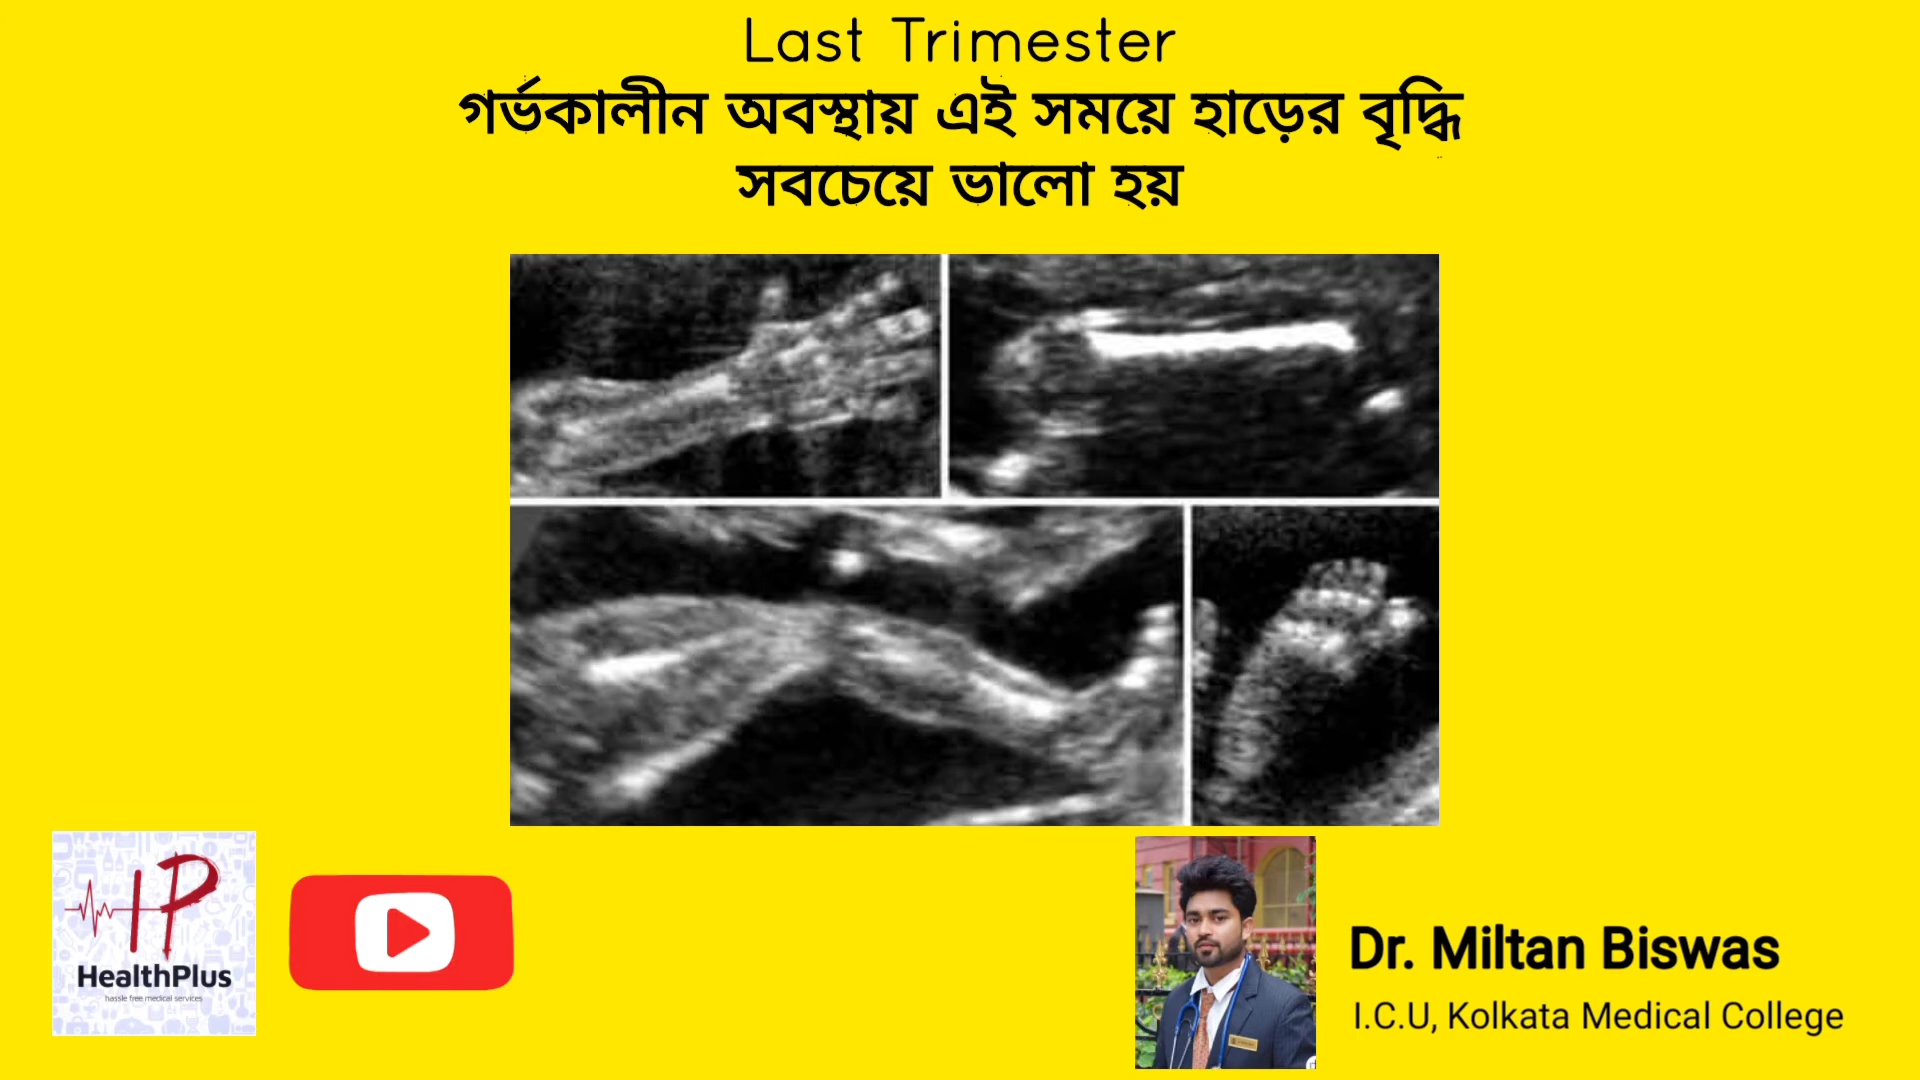 Last Trimester
গর্ভকালীন অবস্থায় এই সময়ে হাড়ের বৃদ্ধি
সবচেয়ে ভালো হয়
HP
HealthPlus
hassle free medical services
Dr. Miltan Biswas
I.C.U, Kolkata Medical College